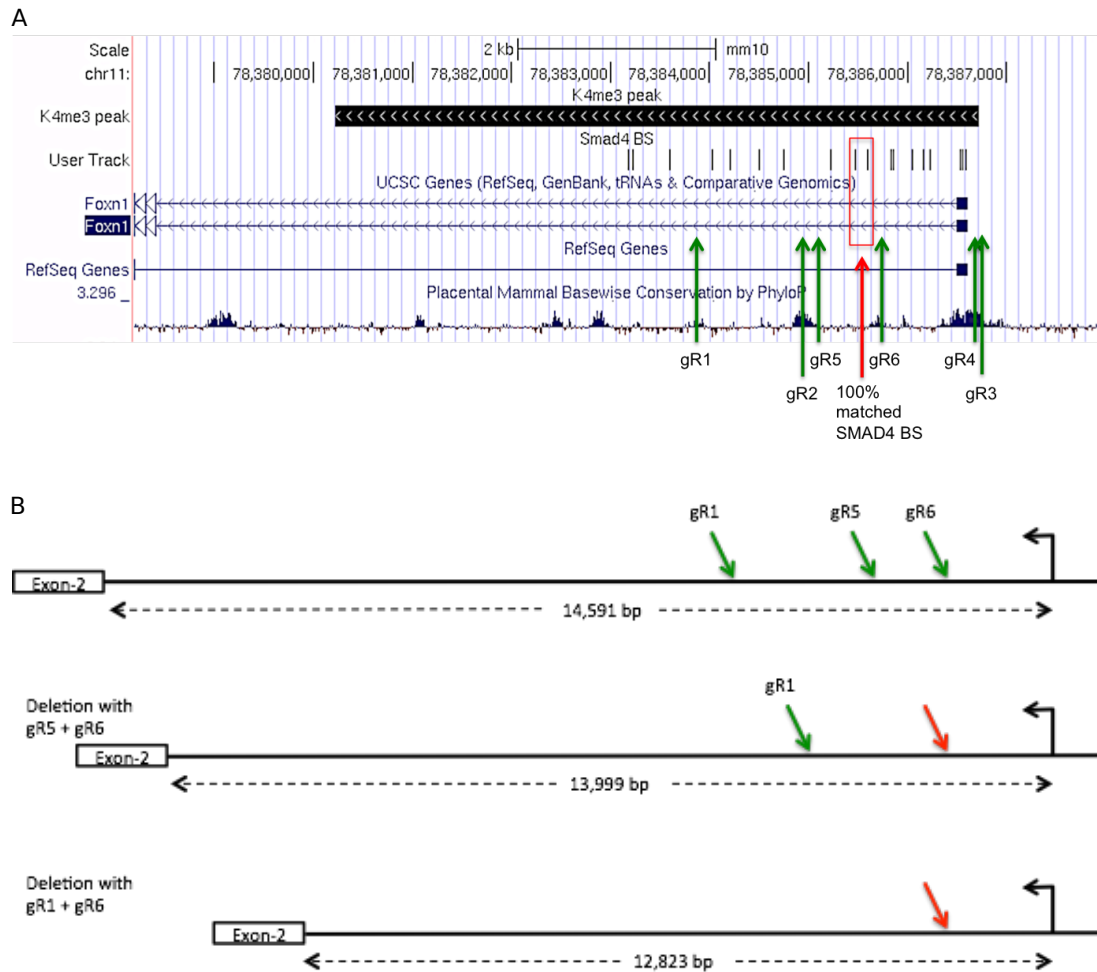 A
Scale
2 kb
mm10
chr11:
78,380,000
78,381,000
78,382,000
78,383,000
78,384,000
78,385,000
78,386,000
78,387,000
K4me3 peak
K4me3 peak
Smad4 BS
User Track
UCSC Genes (RefSeq, GenBank, tRNAs & Comparative Genomics)
Foxn1
Foxn1
RefSeq Genes
RefSeq Genes
3.296 _
Placental Mammal Basewise Conservation by PhyloP
gR1
gR5
gR6
gR4
gR2
100%
matched
SMAD4 BS
gR3
B
gR1
gR5
gR6
Exon-2
14,591 bp
Deletion with
gR5 + gR6
gR1
Exon-2
13,999 bp
Deletion with
gR1 + gR6
Exon-2
12,823 bp